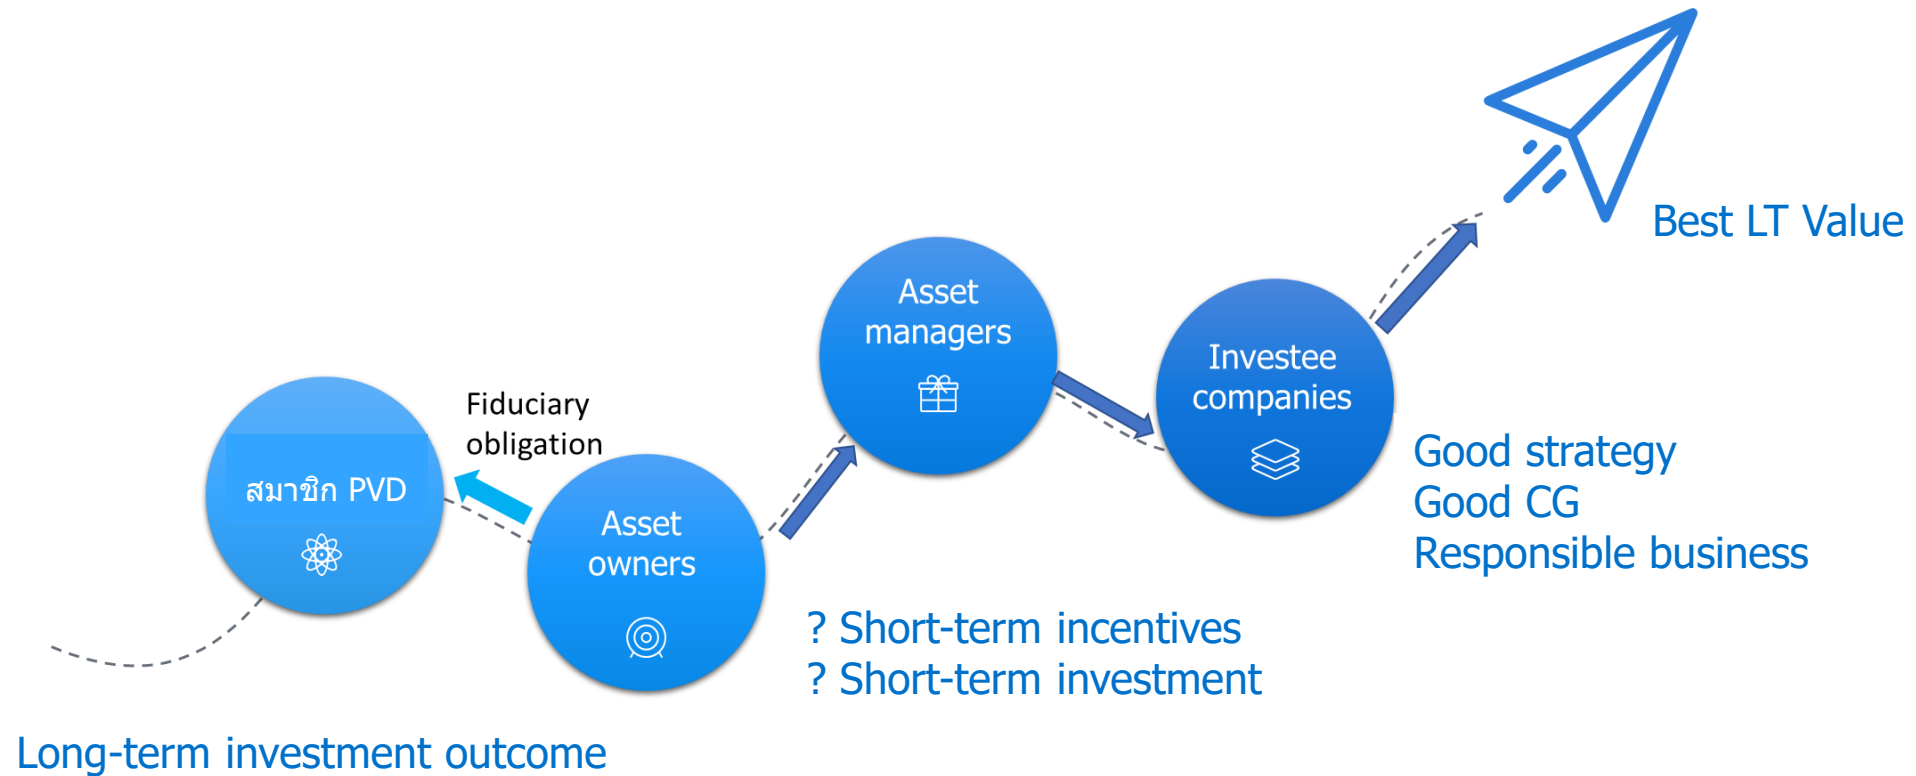 Best LT Value
Asset
managers
Investee
companies
Fiduciary
obligation
สมาชิก PVD
Asset
owners
Good strategy
Good CG
Responsible business
? Short-term incentives
? Short-term investment
Long-term investment outcome